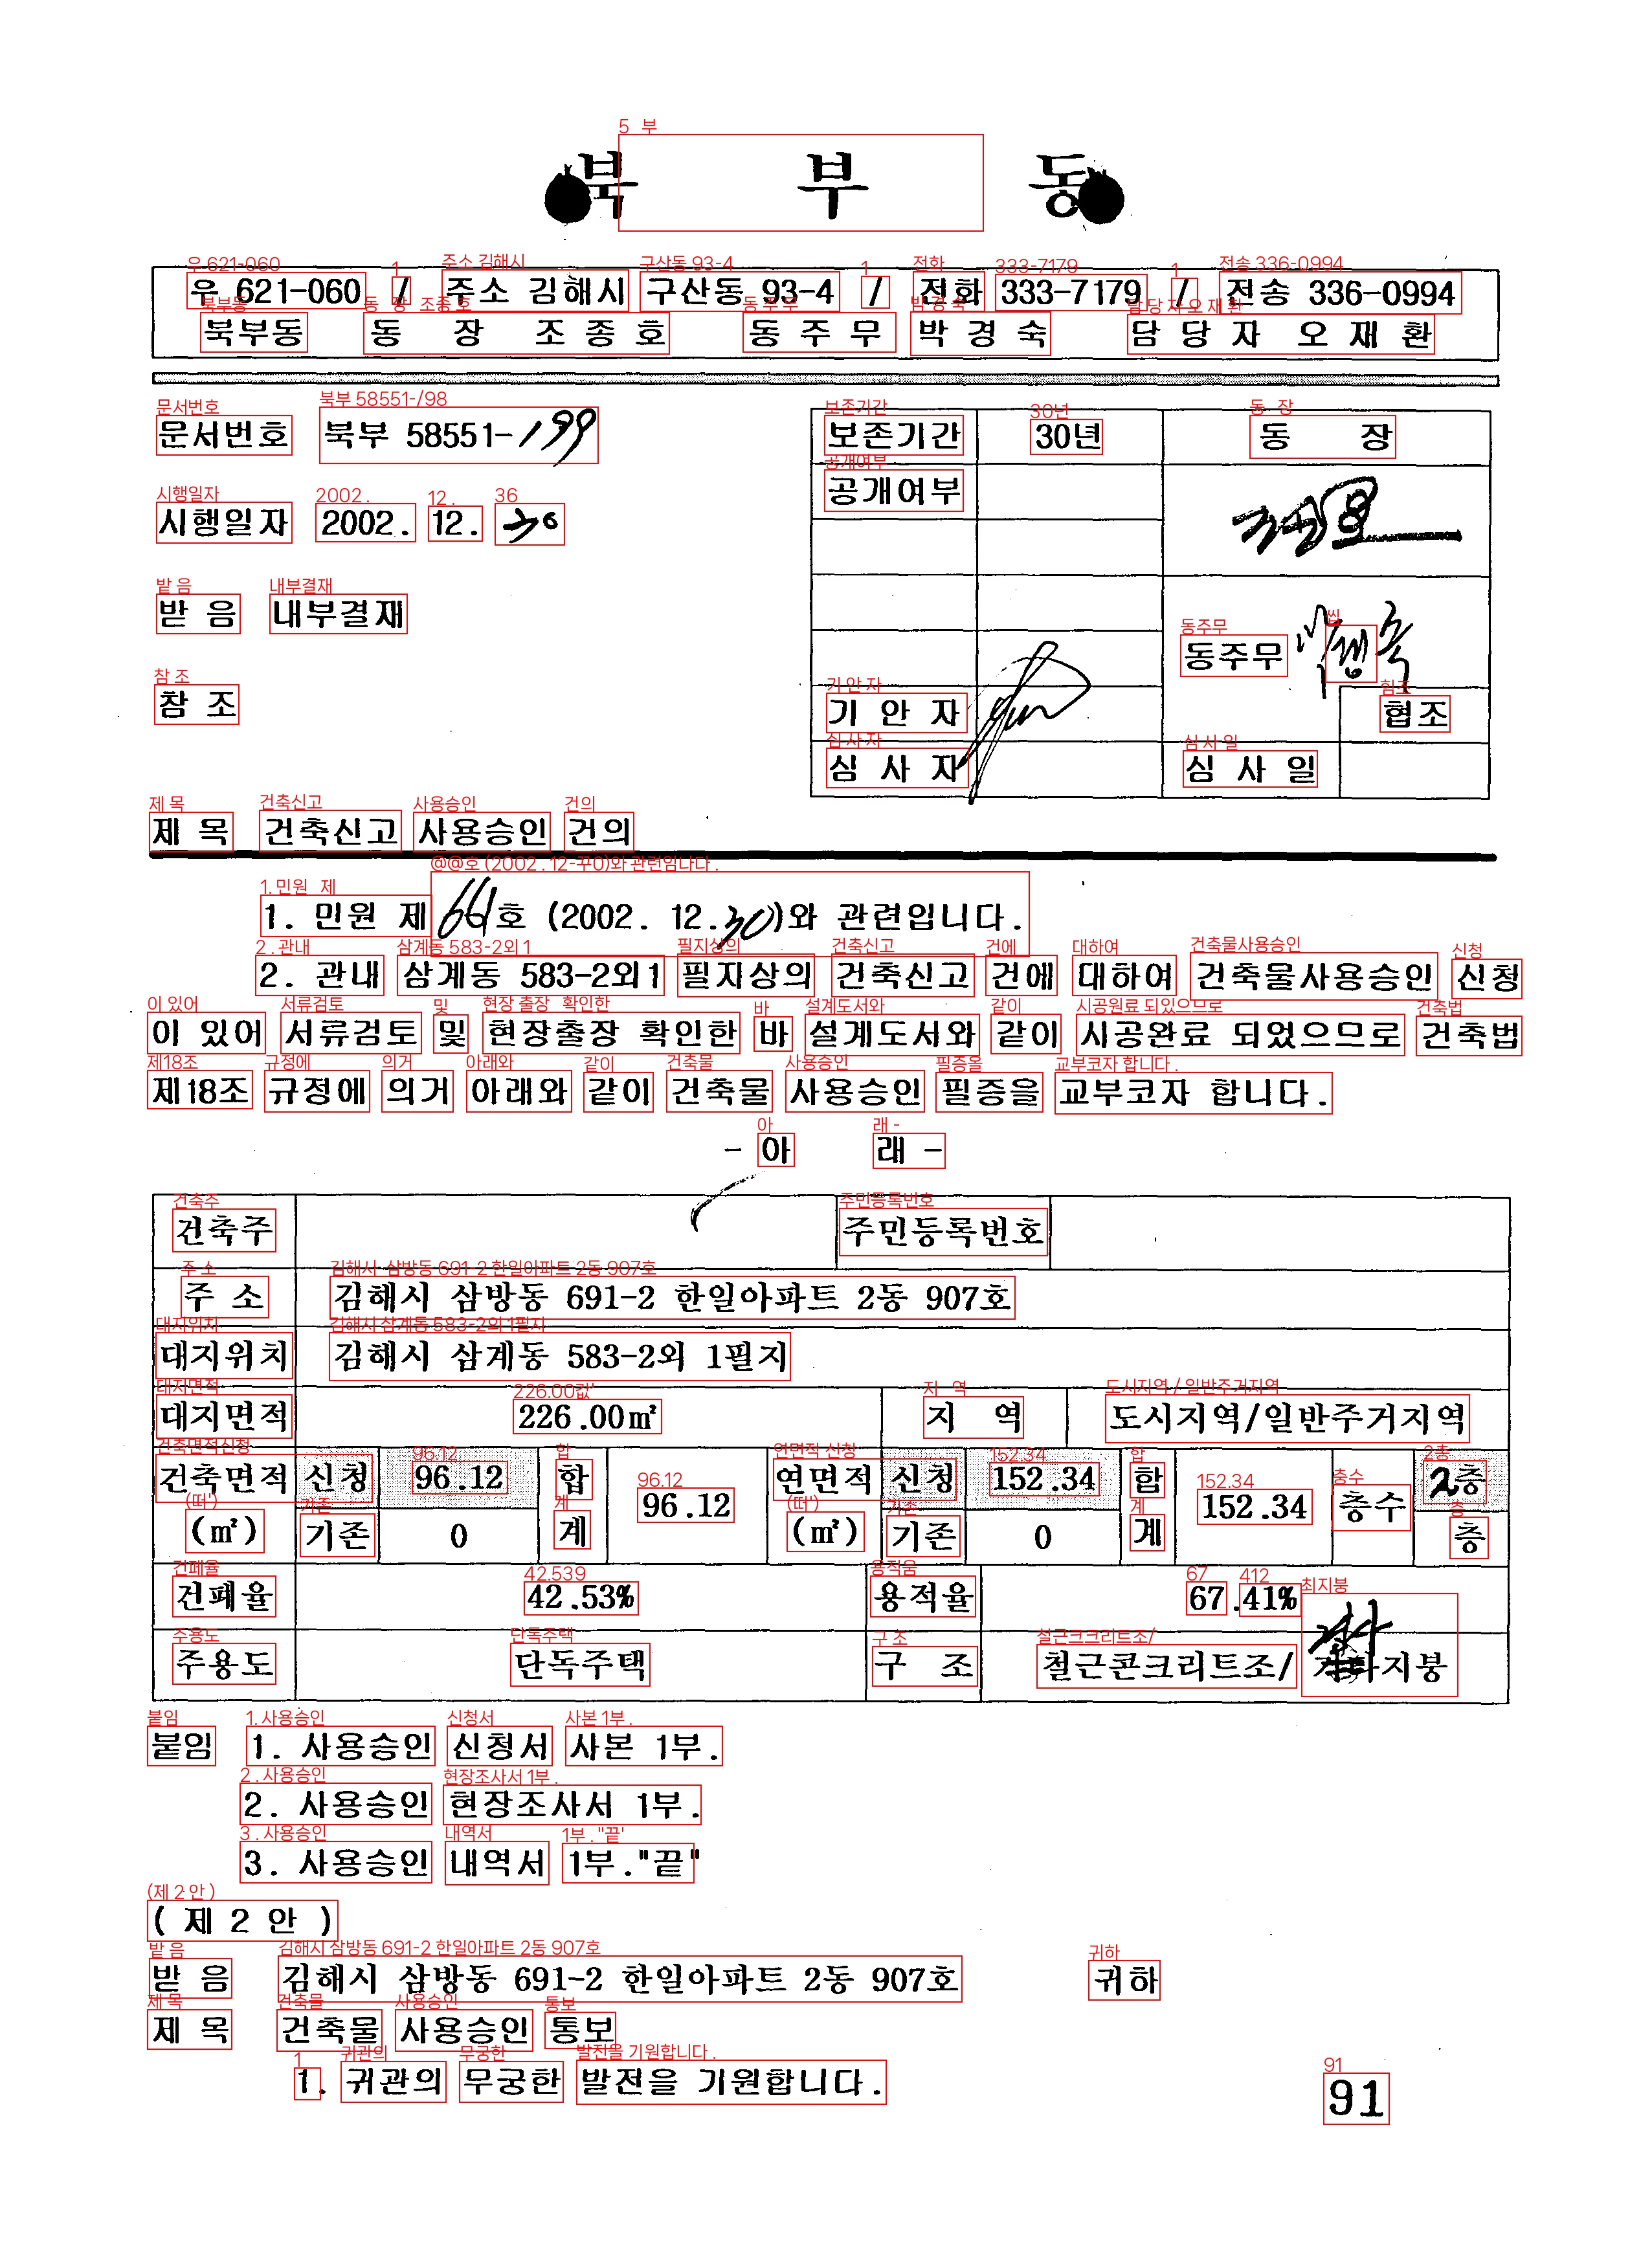 북 부 동
우 621-060 / 주소 김해시 구산동 93-4 / 전화 333-7179 / 전송 336-0994
북부동 동 장 조 종 호 동 주 무 박 경 숙 담 당 자 오 재 환
문서번호 북부 58551-199
보존기간 30년 동 장
공개여부
시행일자 2002. 12. 30
받 음 내부결재
동주무
참 조
기 안 자 협조
심 사 자 심 사 일
제 목 건축신고 사용승인 건의
1. 민원 제 661호 (2002. 12.30)와 관련입니다.
2. 관내 삼계동 583-2외1 필지상의 건축신고 건에 대하여 건축물사용승인 신청
이 있어 서류검토 및 현장출장 확인한 바 설계도서와 같이 시공완료 되었으므로 건축법
제18조 규정에 의거 아래와 같이 건축물 사용승인 필증을 교부코자 합니다.
- 아 래 -
건축주 주민등록번호
주 소 김해시 삼방동 691-2 한일아파트 2동 907호
대지위치 김해시 삼계동 583-2외 1필지
대지면적 226.00㎡ 지 역 도시지역/일반주거지역
건축면적 신청 96.12 합 96.12 연면적 신청 152.34 합 152.34 층수 2층
(㎡) 기존 0 계 (㎡) 기존 0 계 층
건폐율 42.53% 용적율 67.41%
주용도 단독주택 구 조 철근콘크리트조/ 지붕
붙임 1. 사용승인 신청서 사본 1부.
2. 사용승인 현장조사서 1부.
3. 사용승인 내역서 1부."끝"
( 제 2 안 )
받 음 김해시 삼방동 691-2 한일아파트 2동 907호 귀하
제 목 건축물 사용승인 통보
1. 귀관의 무궁한 발전을 기원합니다.
91